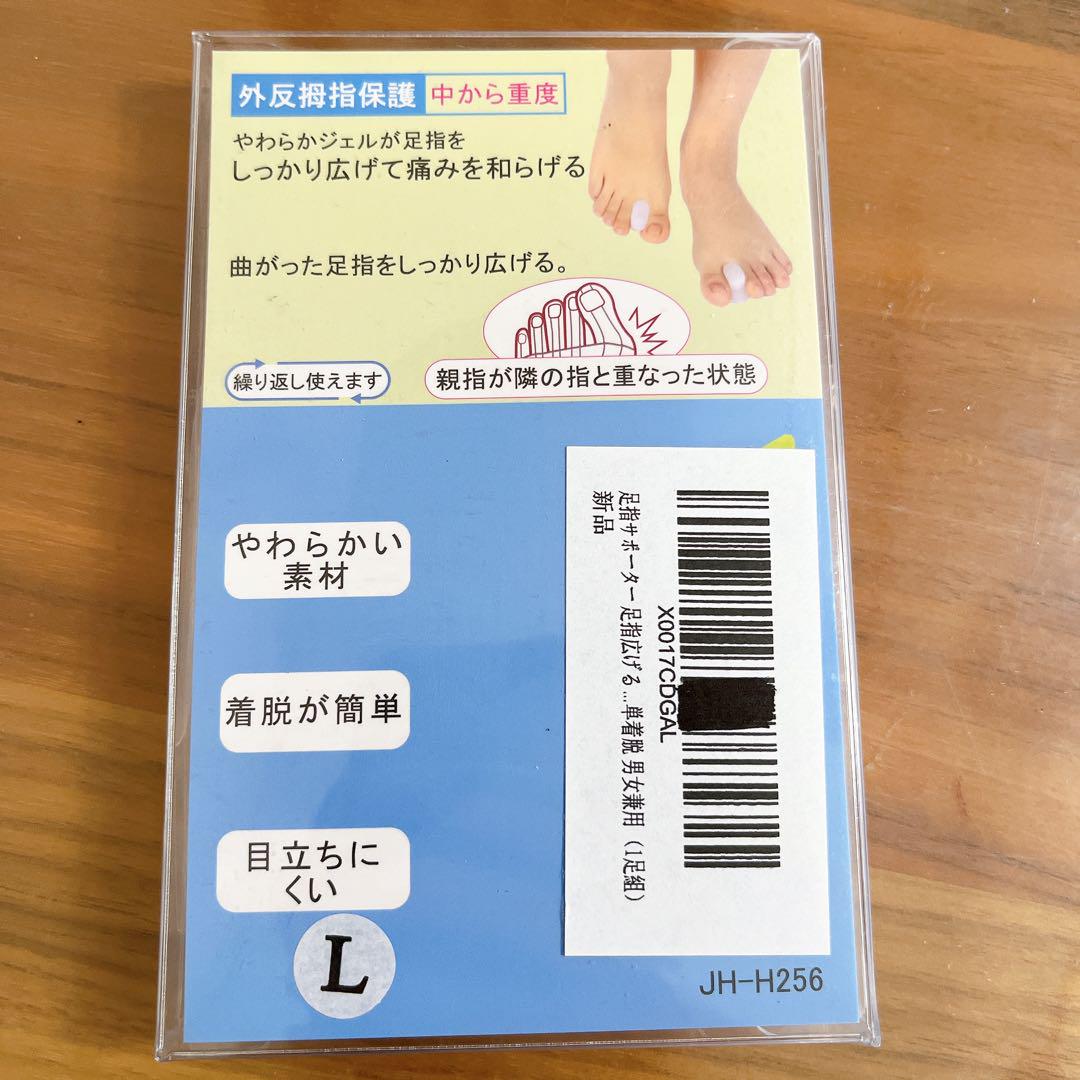 外反拇指保護 中から重度
やわらかジェルが足指を
しっかり広げて痛みを和らげる
曲がった足指をしっかり広げる。
繰り返し使えます
親指が隣の指と重なった状態
やわらかい
素材
着脱が簡単
目立ちに
くい
L
X0017CDGAL
足指サポーター 足指広げる...単着脱 男女兼用 (1足組)
新品
JH-H256